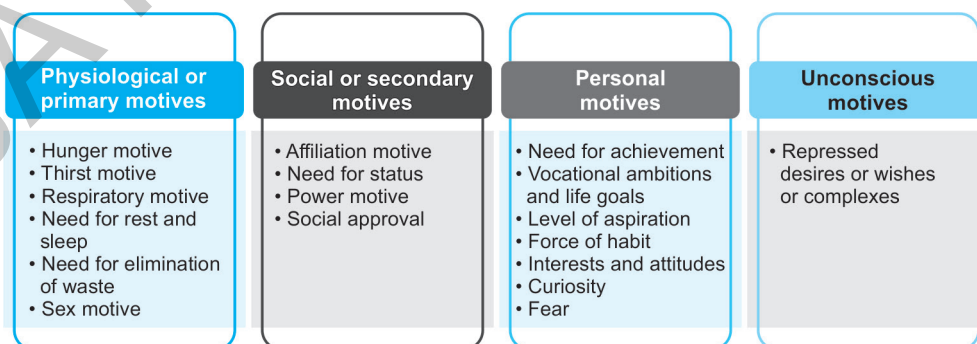 Physiological or
primary motives
• Hunger motive
• Thirst motive
• Respiratory motive
• Need for rest and
sleep
• Need for elimination
of waste
• Sex motive
Social or secondary
motives
• Affiliation motive
• Need for status
• Power motive
• Social approval
Personal
motives
• Need for achievement
• Vocational ambitions
and life goals
• Level of aspiration
• Force of habit
• Interests and attitudes
• Curiosity
• Fear
Unconscious
motives
• Repressed
desires or wishes
or complexes